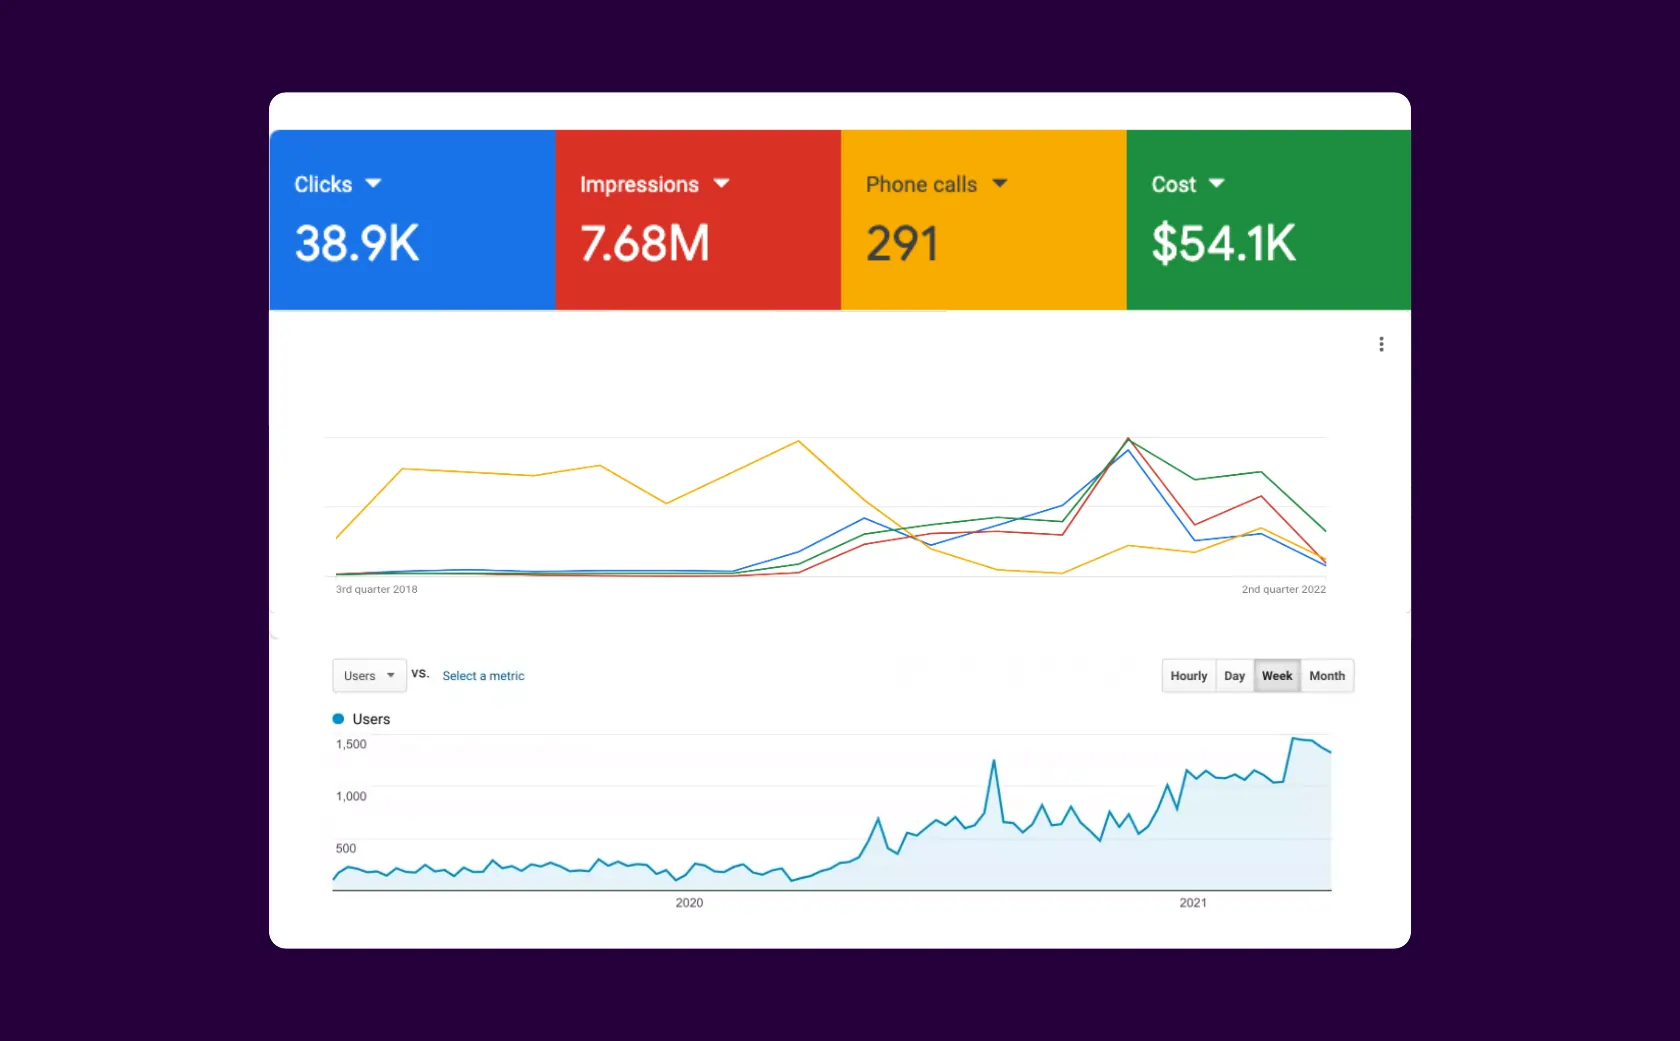 Clicks Impressions Phone calls Cost
38.9K 7.68M 291 $54.1K
3rd quarter 2018 2nd quarter 2022
Users vs. Select a metric Hourly Day Week Month
Users
1,500
1,000
500
2020 2021